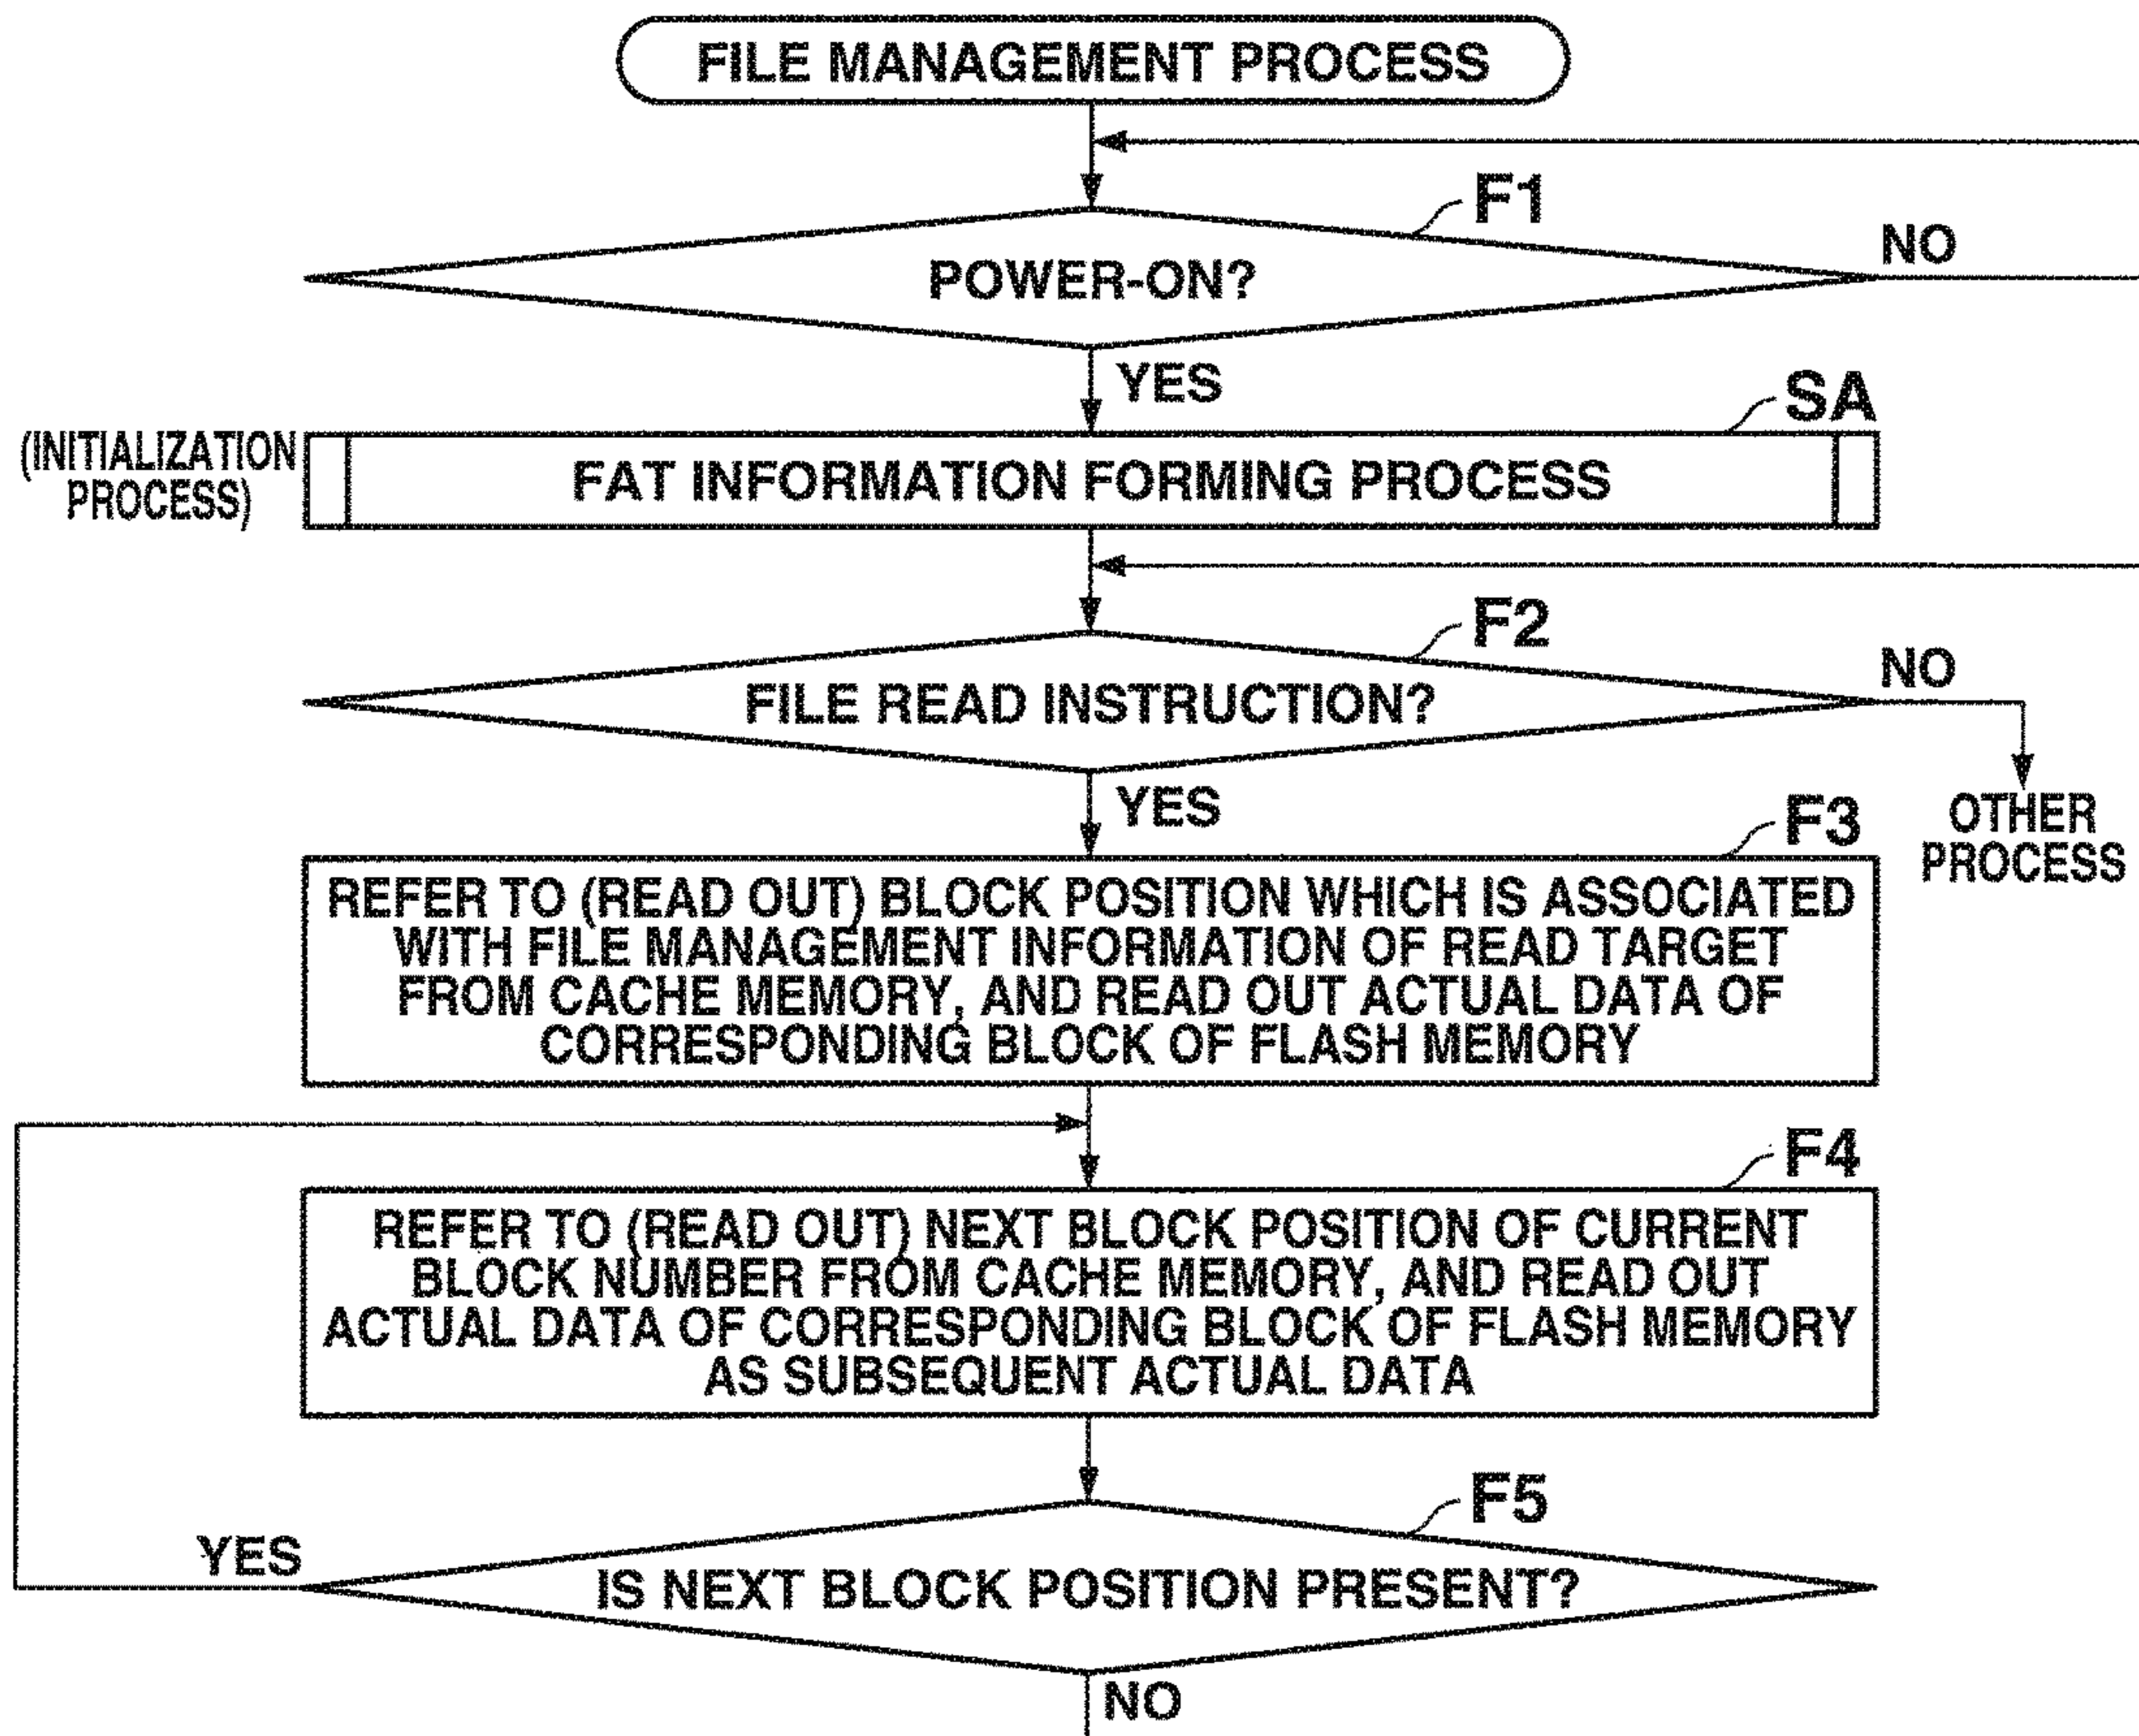 FILE MANAGEMENT PROCESS
F1
POWER-ON?
NO
YES
SA
(INITIALIZATION
PROCESS)
FAT INFORMATION FORMING PROCESS
F2
FILE READ INSTRUCTION?
NO
YES
OTHER
PROCESS
F3
REFER TO (READ OUT) BLOCK POSITION WHICH IS ASSOCIATED
WITH FILE MANAGEMENT INFORMATION OF READ TARGET
FROM CACHE MEMORY, AND READ OUT ACTUAL DATA OF
CORRESPONDING BLOCK OF FLASH MEMORY
F4
REFER TO (READ OUT) NEXT BLOCK POSITION OF CURRENT
BLOCK NUMBER FROM CACHE MEMORY, AND READ OUT
ACTUAL DATA OF CORRESPONDING BLOCK OF FLASH MEMORY
AS SUBSEQUENT ACTUAL DATA
F5
YES
IS NEXT BLOCK POSITION PRESENT?
NO